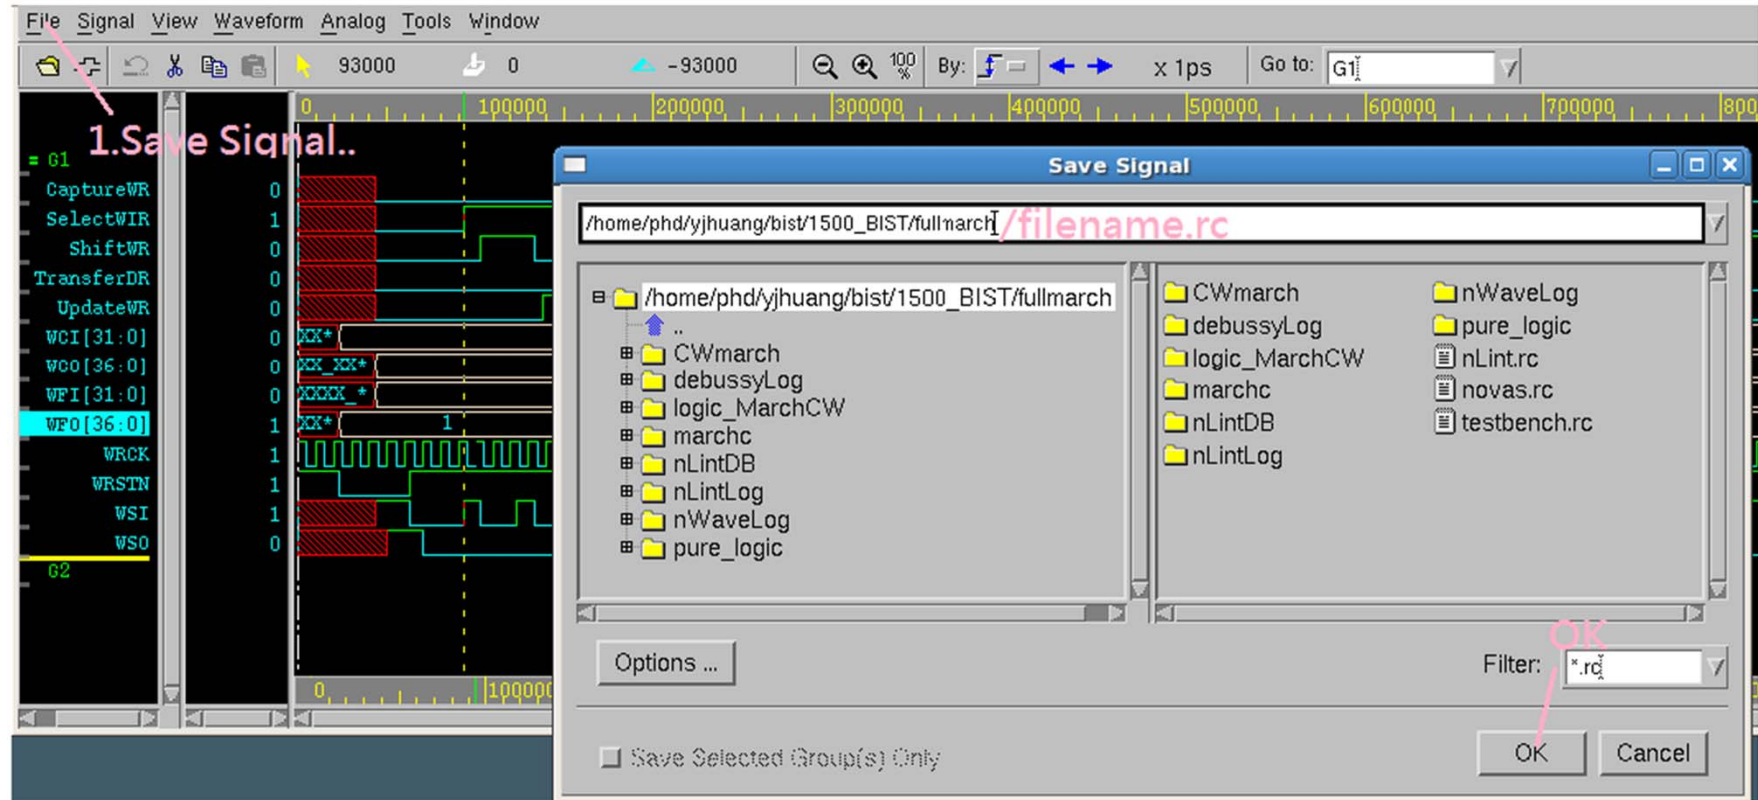 File Signal View Waveform Analog Tools Window
93000 0 -93000 100 % By: x 1ps Go to: G1
0 100000 200000 300000 400000 500000 600000 700000 800
1.Save Signal..
= G1
CaptureWR 0
SelectWIR 1
ShiftWR 0
TransferDR 0
UpdateWR 0
WCI[31:0] 0 XX*
WCO[36:0] 0 XX_XX*
WFI[31:0] 0 XXXX_*
WFO[36:0] 1 XX* 1
WRCK 1
WRSTN 1
WSI 1
WSO 0
G2
0 100000
Save Signal
/home/phd/yjhuang/bist/1500_BIST/fullmarch/filename.rc
/home/phd/yjhuang/bist/1500_BIST/fullmarch
..
CWmarch
debussyLog
logic_MarchCW
marchc
nLintDB
nLintLog
nWaveLog
pure_logic
CWmarch nWaveLog
debussyLog pure_logic
logic_MarchCW nLint.rc
marchc novas.rc
nLintDB testbench.rc
nLintLog
OK
Options ... Filter: *.rc
Save Selected Group(s) Only OK Cancel